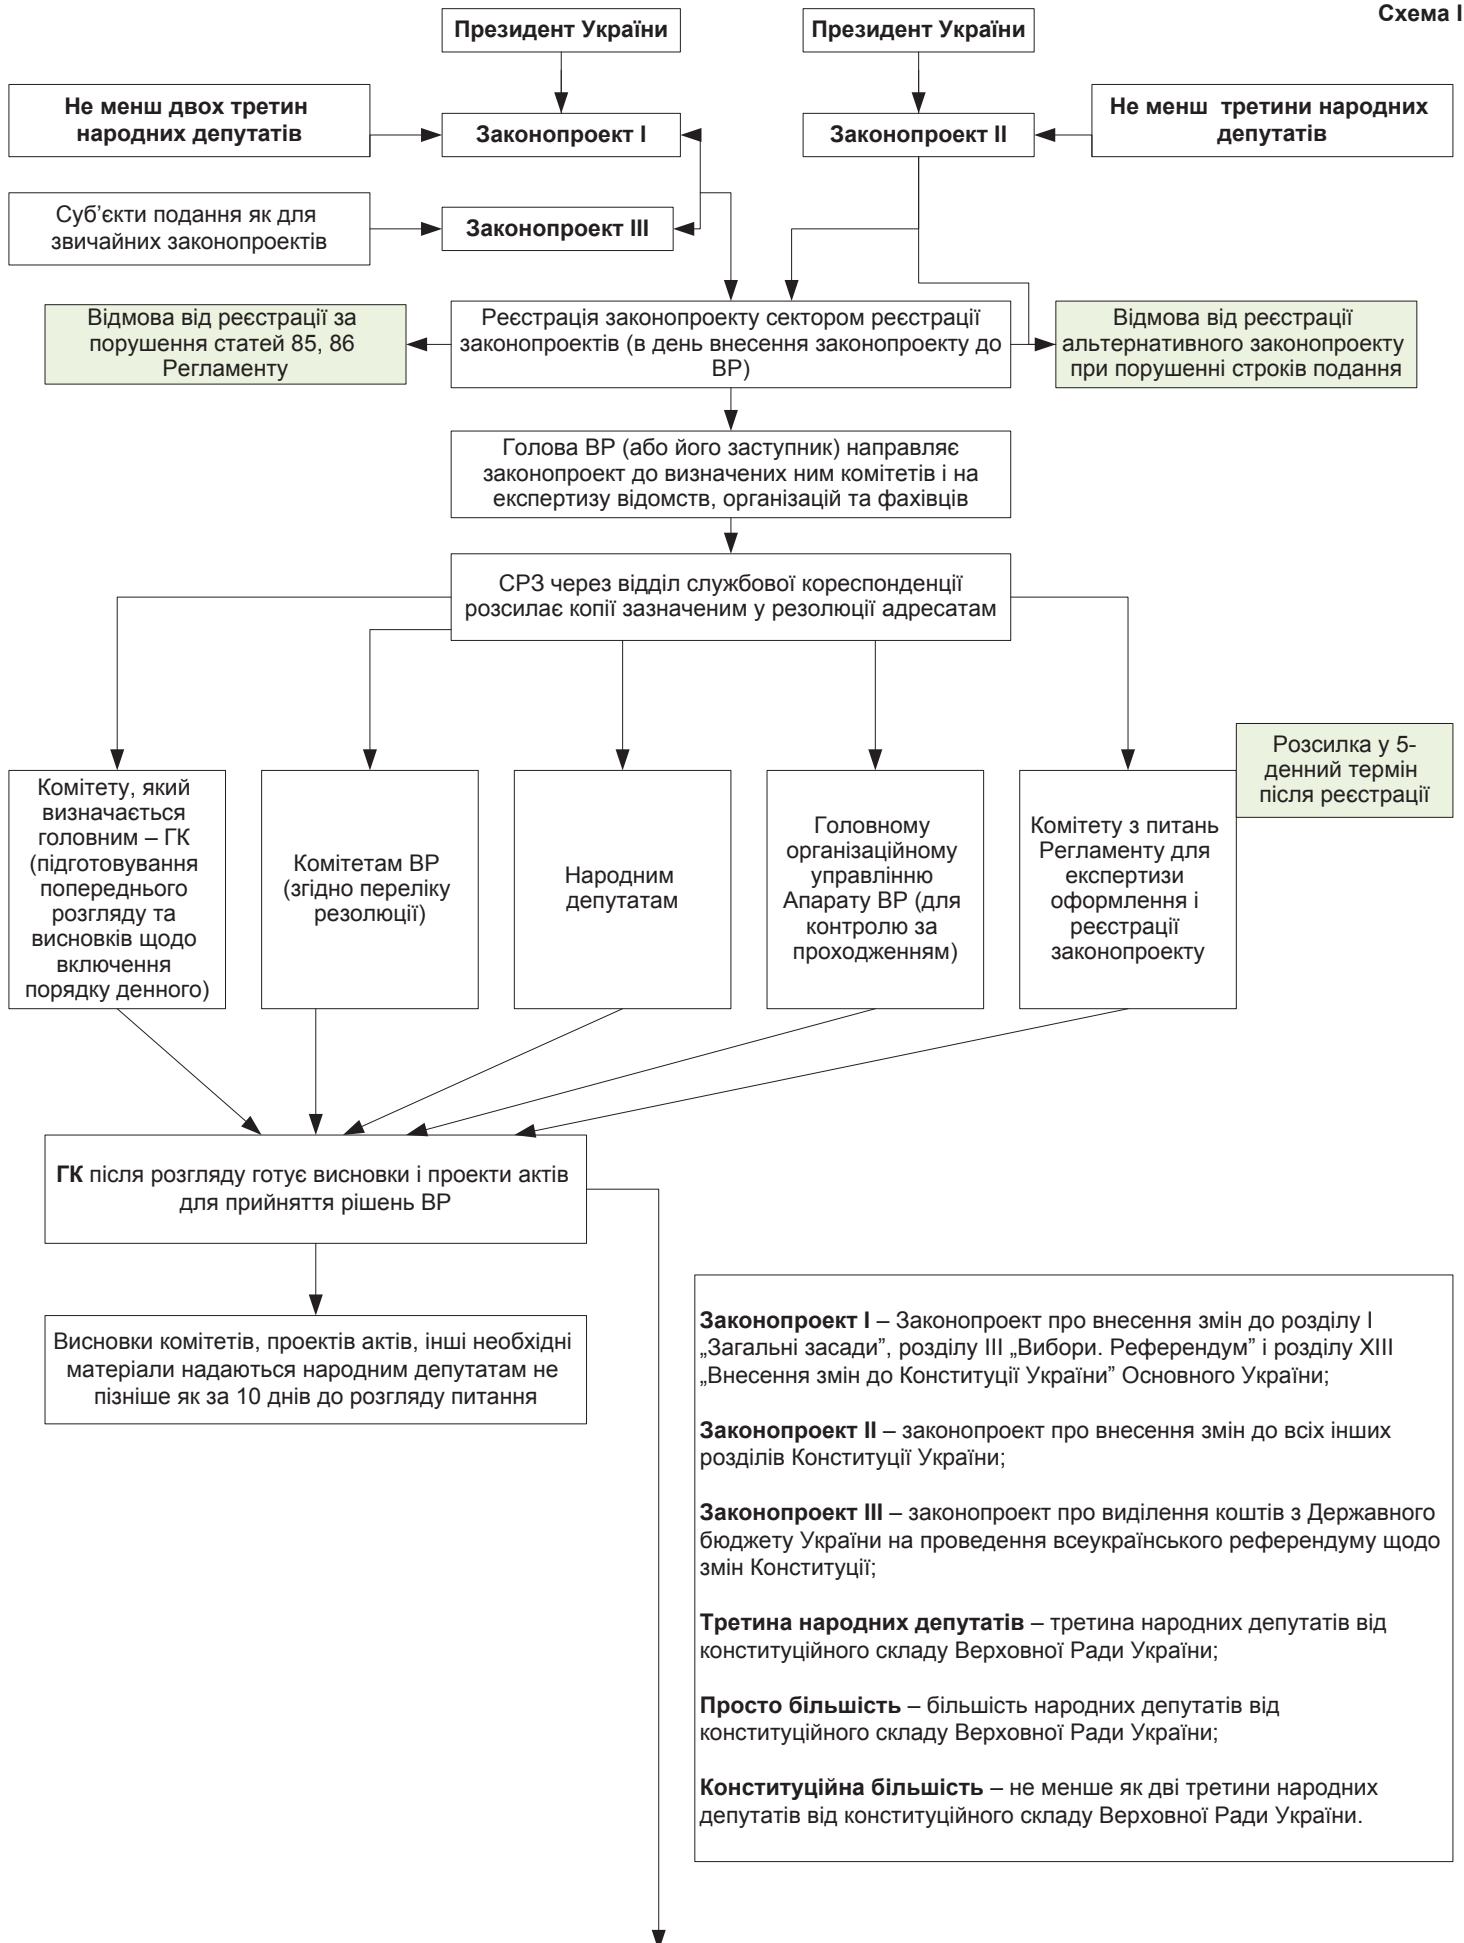 Схема I
Президент України
Президент України
Не менш двох третин
народних депутатів
Законопроект I
Законопроект II
Не менш третини народних
депутатів
Суб’єкти подання як для
звичайних законопроектів
Законопроект III
Відмова від реєстрації за
порушення статей 85, 86
Регламенту
Реєстрація законопроекту сектором реєстрації
законопроектів (в день внесення законопроекту до
ВР)
Відмова від реєстрації
альтернативного законопроекту
при порушенні строків подання
Голова ВР (або його заступник) направляє
законопроект до визначених ним комітетів і на
експертизу відомств, організацій та фахівців
СРЗ через відділ службової кореспонденції
розсилає копії зазначеним у резолюції адресатам
Розсилка у 5-
денний термін
після реєстрації
Комітету, який
визначається
головним – ГК
(підготовування
попереднього
розгляду та
висновків щодо
включення
порядку денного)
Комітетам ВР
(згідно переліку
резолюції)
Народним
депутатам
Головному
організаційному
управлінню
Апарату ВР (для
контролю за
проходженням)
Комітету з питань
Регламенту для
експертизи
оформлення і
реєстрації
законопроекту
ГК після розгляду готує висновки і проекти актів
для прийняття рішень ВР
Висновки комітетів, проектів актів, інші необхідні
матеріали надаються народним депутатам не
пізніше як за 10 днів до розгляду питання
Законопроект I – Законопроект про внесення змін до розділу I
„Загальні засади”, розділу III „Вибори. Референдум” і розділу XIII
„Внесення змін до Конституції України” Основного України;
Законопроект II – законопроект про внесення змін до всіх інших
розділів Конституції України;
Законопроект III – законопроект про виділення коштів з Державного
бюджету України на проведення всеукраїнського референдуму щодо
змін Конституції;
Третина народних депутатів – третина народних депутатів від
конституційного складу Верховної Ради України;
Просто більшість – більшість народних депутатів від
конституційного складу Верховної Ради України;
Конституційна більшість – не менше як дві третини народних
депутатів від конституційного складу Верховної Ради України.